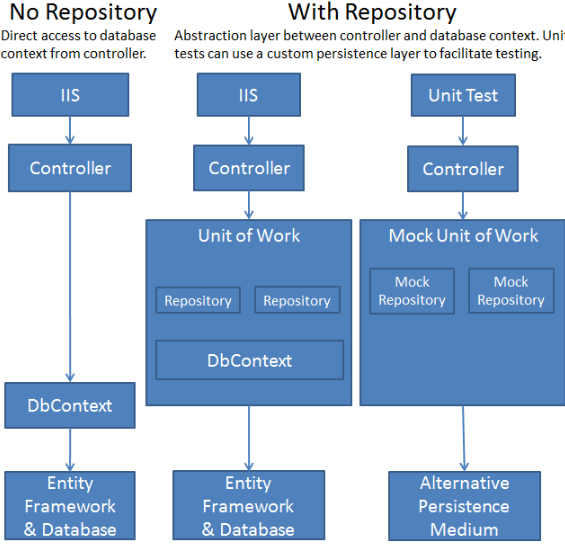 No Repository
Direct access to database
context from controller.
IIS
Controller
DbContext
Entity
Framework
& Database
With Repository
Abstraction layer between controller and database context. Unit
tests can use a custom persistence layer to facilitate testing.
IIS
Controller
Unit of Work
Repository
Repository
DbContext
Entity
Framework
& Database
Unit Test
Controller
Mock Unit of Work
Mock
Repository
Mock
Repository
Alternative
Persistence
Medium